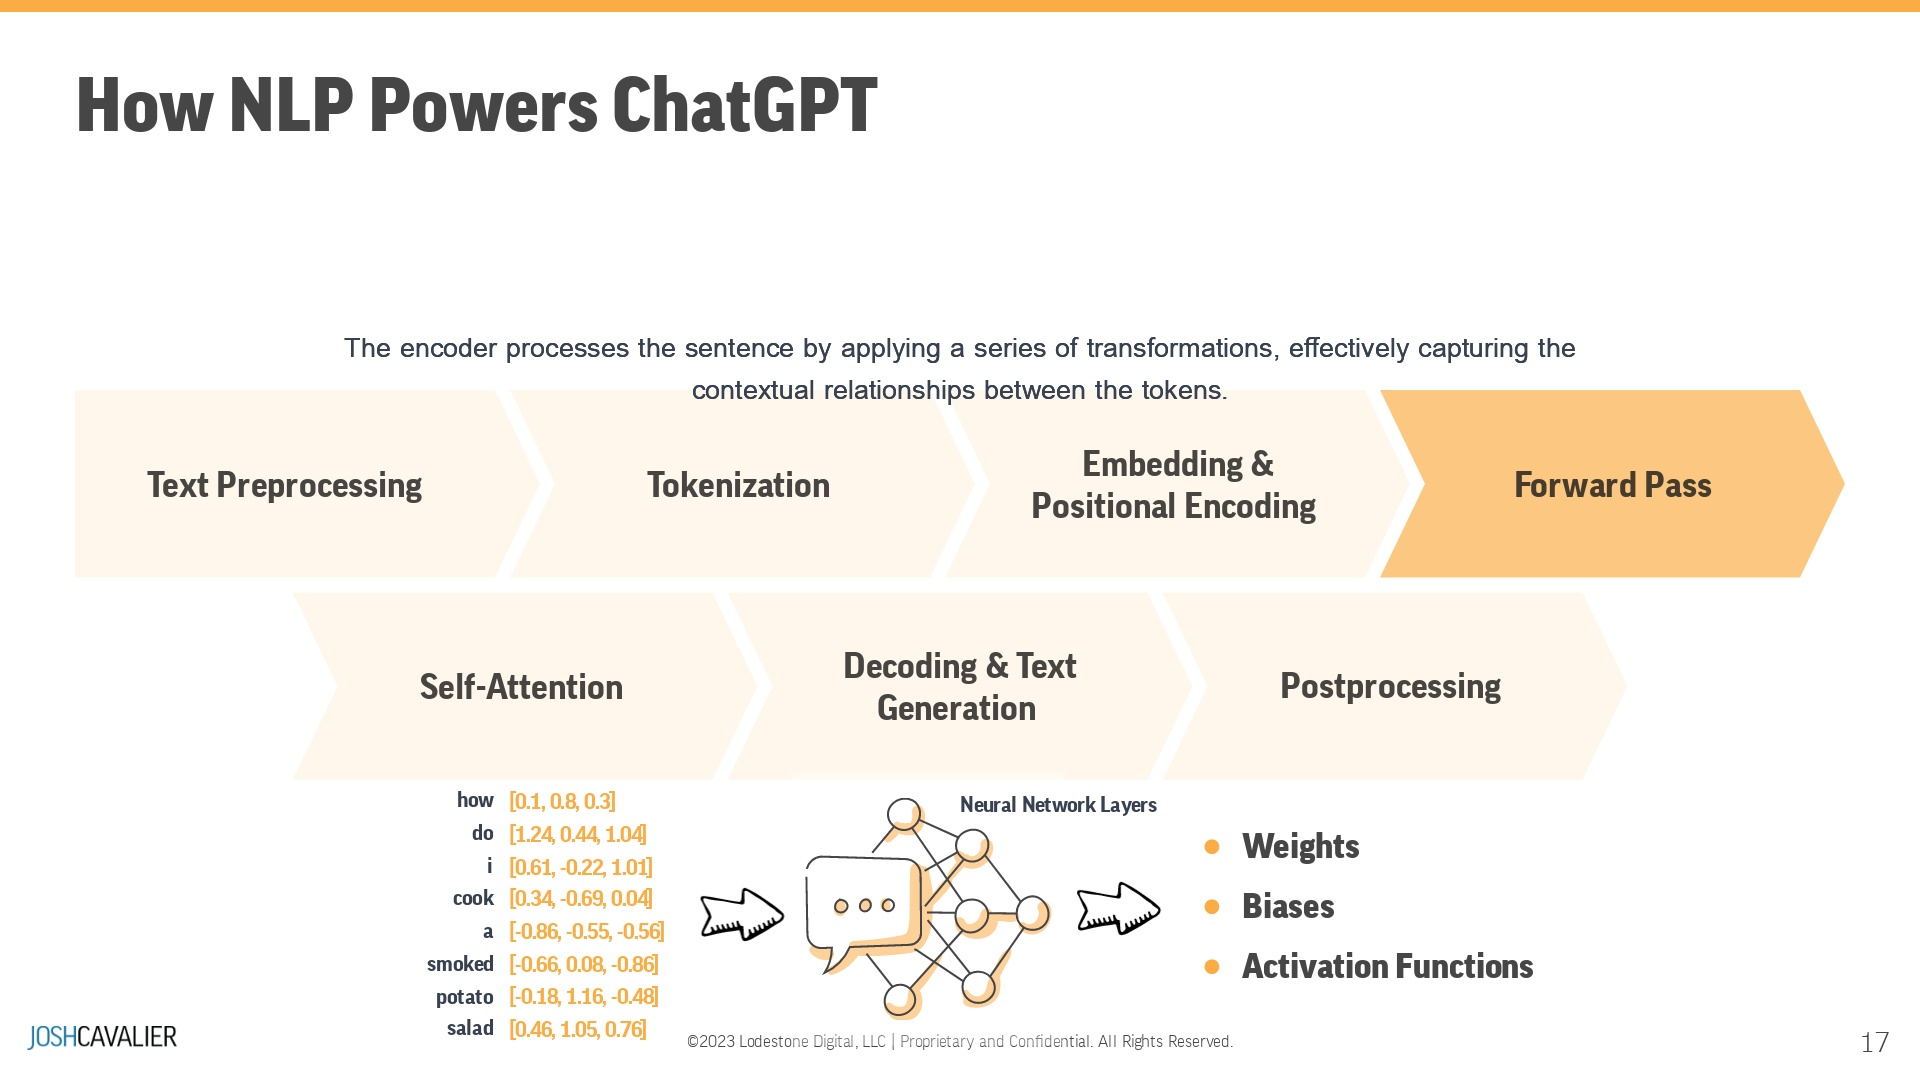 How NLP Powers ChatGPT
The encoder processes the sentence by applying a series of transformations, effectively capturing the
contextual relationships between the tokens.
Text Preprocessing
Tokenization
Embedding &
Positional Encoding
Forward Pass
Self-Attention
Decoding & Text
Generation
Postprocessing
how [0.1, 0.8, 0.3]
do [1.24, 0.44, 1.04]
i [0.61, -0.22, 1.01]
cook [0.34, -0.69, 0.04]
a [-0.86, -0.55, -0.56]
smoked [-0.66, 0.08, -0.86]
potato [-0.18, 1.16, -0.48]
salad [0.46, 1.05, 0.76]
Neural Network Layers
Weights
Biases
Activation Functions
JOSHCAVALIER
©2023 Lodestone Digital, LLC | Proprietary and Confidential. All Rights Reserved.
17